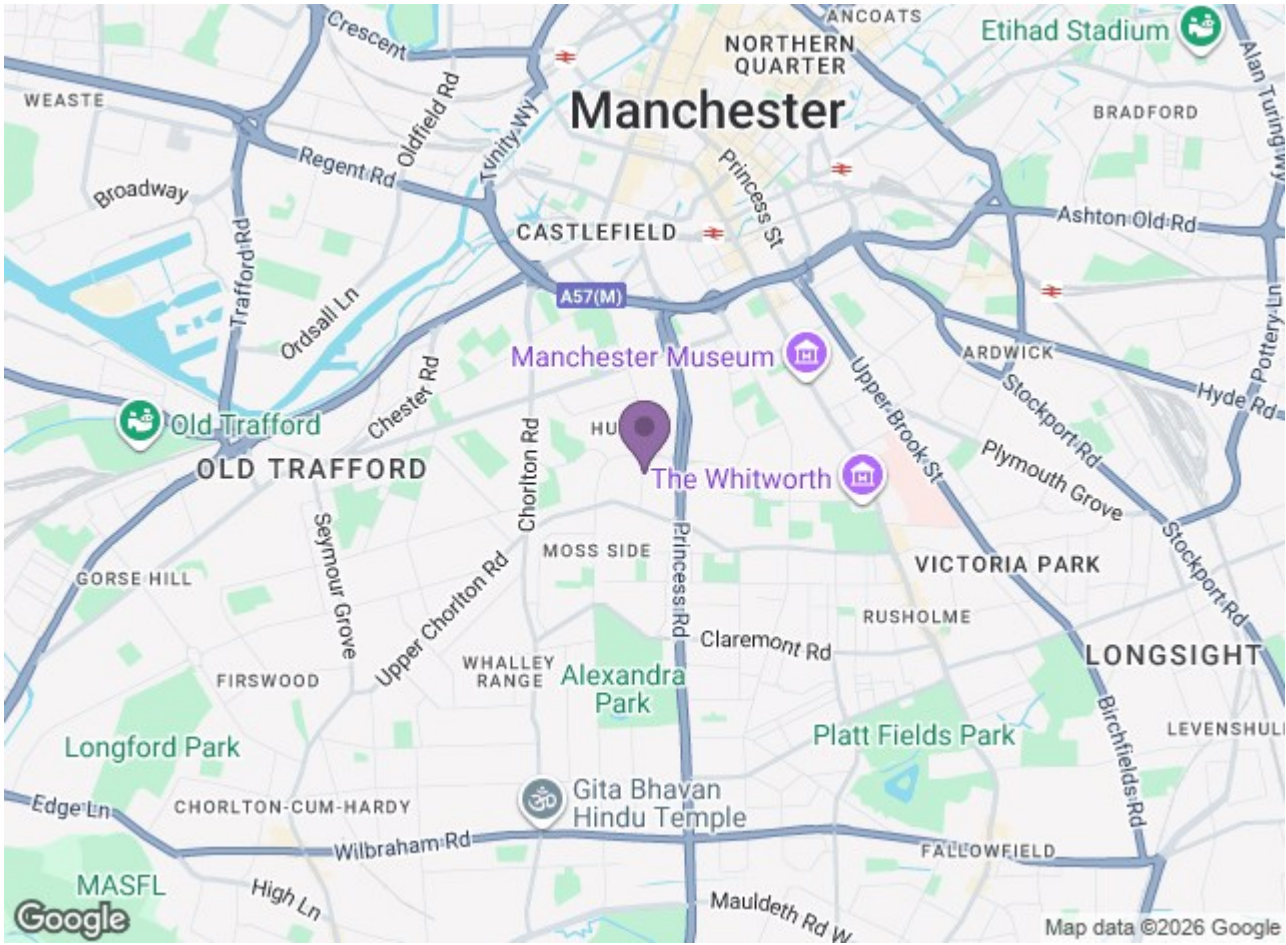 Crescent
ANCOATS
Etihad Stadium
NORTHERN
QUARTER
Alan Turing Wy
WEASTE
Oldfield Rd
Trinity Wy
Manchester
BRADFORD
Regent Rd
Princess St
Broadway
Trafford Rd
CASTLEFIELD
Ashton Old Rd
Ordsall Ln
A57(M)
Pottery Ln
Manchester Museum
ARDWICK
Chester Rd
Upper Brook St
Stockport Rd
Hyde Rd
Old Trafford
HU
OLD TRAFFORD
Chorlton Rd
The Whitworth
Plymouth Grove
Seymour Grove
MOSS SIDE
Princess Rd
VICTORIA PARK
Stockport Rd
GORSE HILL
Upper Chorlton Rd
RUSHOLME
Claremont Rd
LONGSIGHT
FIRSWOOD
WHALLEY
RANGE
Alexandra
Park
Birchfields Rd
LEVENSHUL
Longford Park
Platt Fields Park
Edge Ln
CHORLTON-CUM-HARDY
Gita Bhavan
Hindu Temple
Wilbraham Rd
FALLOWFIELD
MASFL
High Ln
Mauldeth Rd W
Google
Map data ©2026 Google